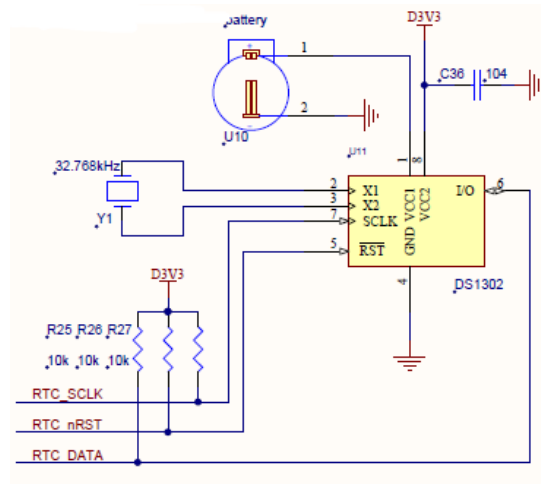 battery
D3V3
1
C36 104
2
U10
U11
32.768kHz
1 8
2 X1 VCC1 VCC2 I/O 6
3 X2
Y1
7 SCLK
5 RST GND
4
DS1302
D3V3
R25 R26 R27
10k 10k 10k
RTC_SCLK
RTC_nRST
RTC_DATA